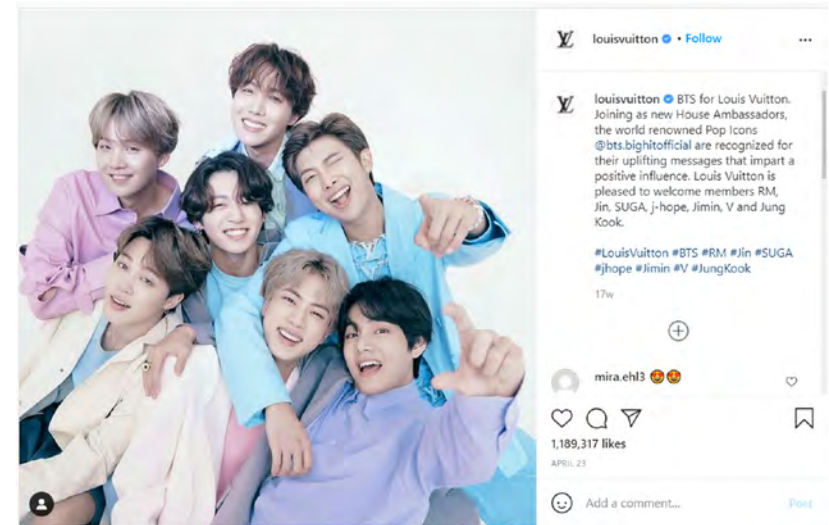 louisvuitton • Follow
louisvuitton BTS for Louis Vuitton.
Joining as new House Ambassadors,
the world renowned Pop Icons
@bts.bighitofficial are recognized for
their uplifting messages that impart a
positive influence. Louis Vuitton is
pleased to welcome members RM,
Jin, SUGA, j-hope, Jimin, V and Jung
Kook.
#LouisVuitton #BTS #RM #Jin #SUGA
#jhope #Jimin #V #JungKook
17w
mira.ehl3 😍😍
1,189,317 likes
APRIL 23
Add a comment...
Post